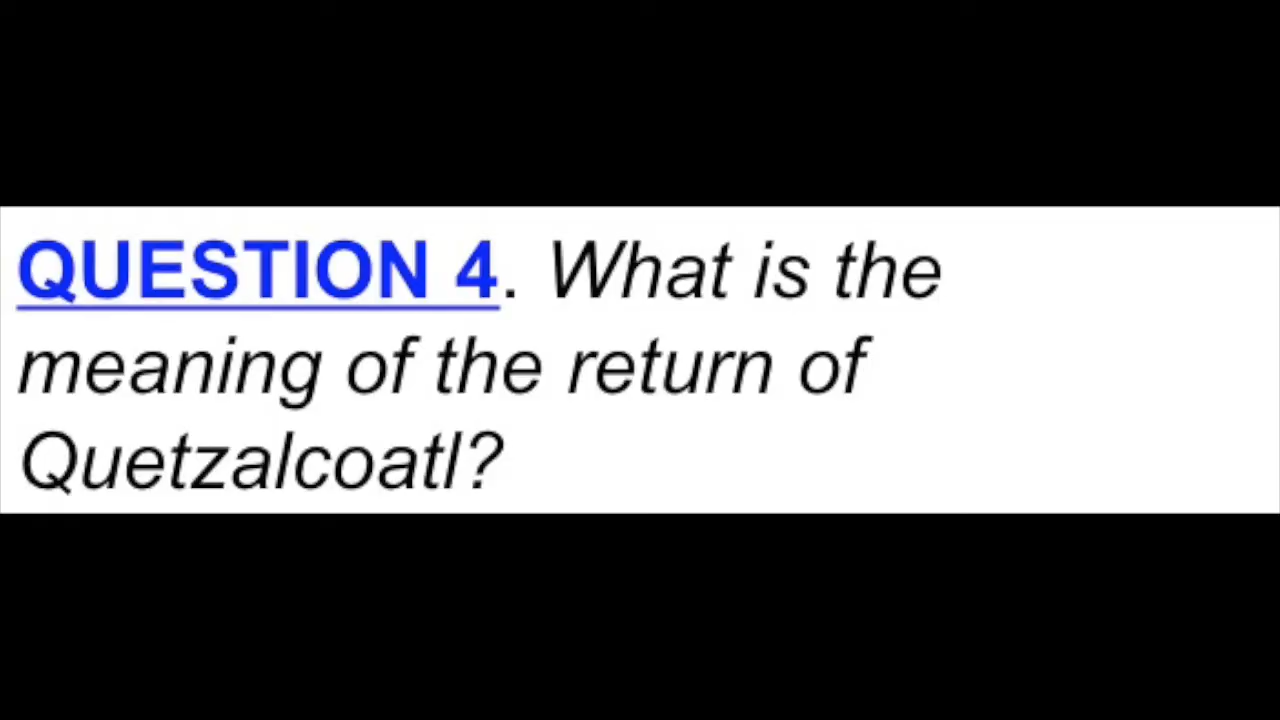 QUESTION 4. What is the
meaning of the return of
Quetzalcoatl?